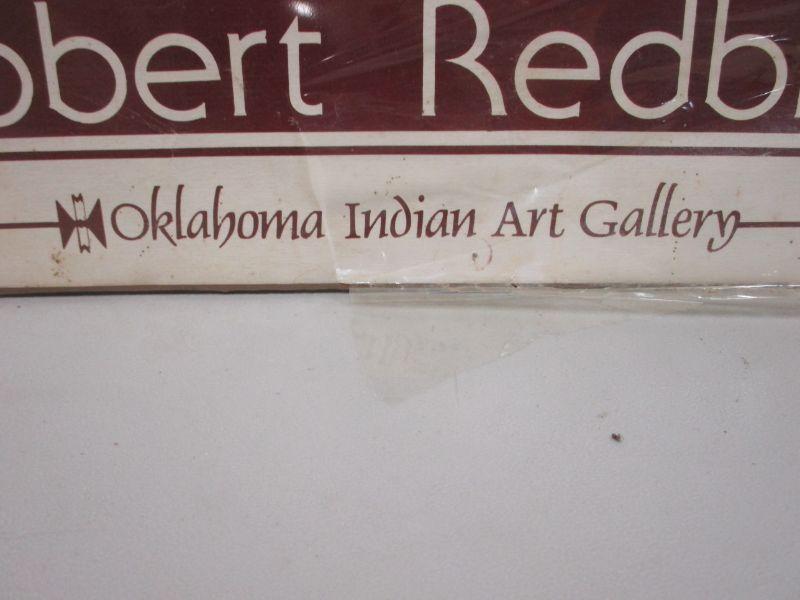 obert Redb
Oklahoma Indian Art Gallery